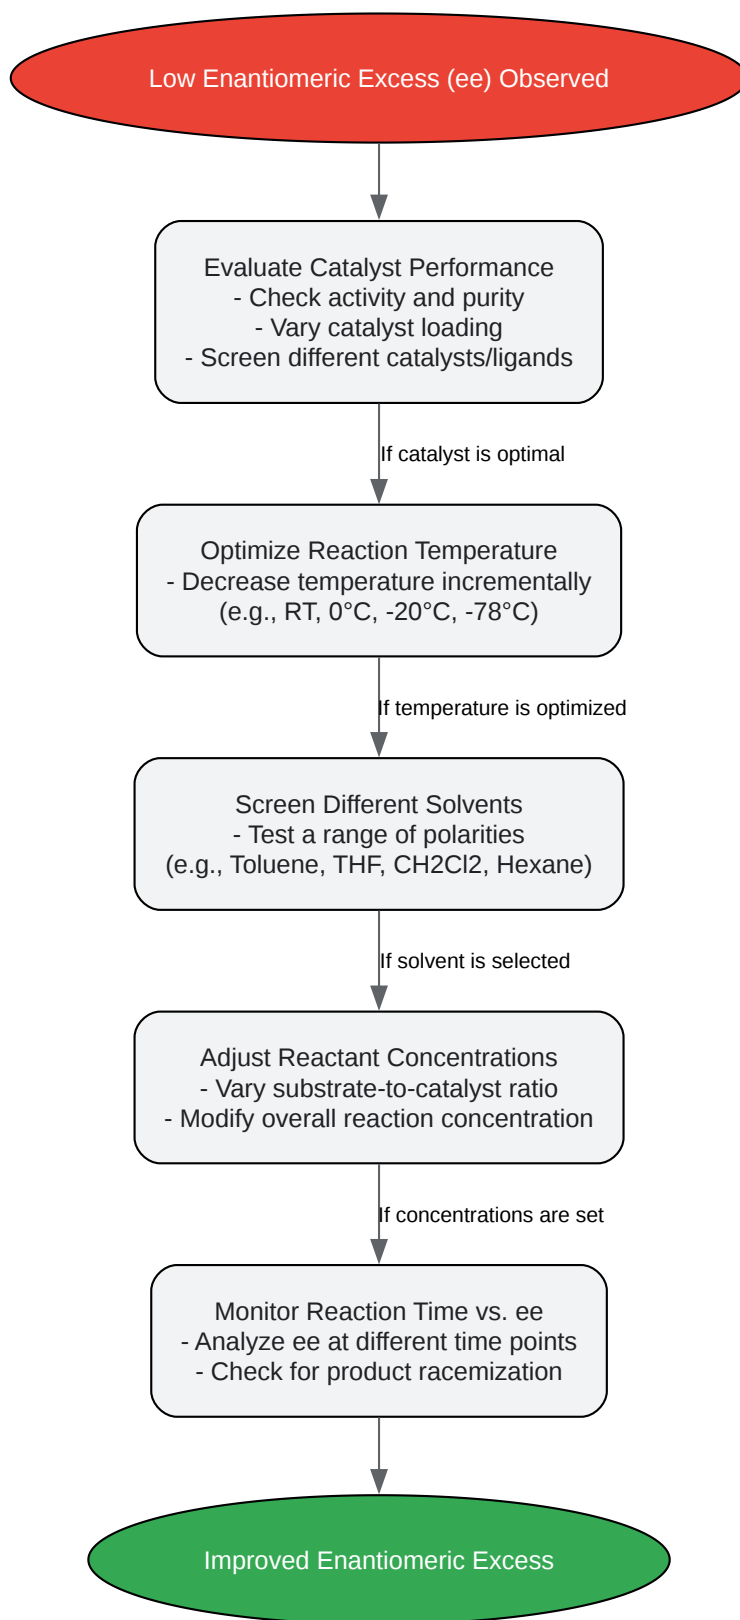 Low Enantiomeric Excess (ee) Observed
Evaluate Catalyst Performance
- Check activity and purity
- Vary catalyst loading
- Screen different catalysts/ligands
If catalyst is optimal
Optimize Reaction Temperature
- Decrease temperature incrementally
(e.g., RT, 0°C, -20°C, -78°C)
If temperature is optimized
Screen Different Solvents
- Test a range of polarities
(e.g., Toluene, THF, CH2Cl2, Hexane)
If solvent is selected
Adjust Reactant Concentrations
- Vary substrate-to-catalyst ratio
- Modify overall reaction concentration
If concentrations are set
Monitor Reaction Time vs. ee
- Analyze ee at different time points
- Check for product racemization
Improved Enantiomeric Excess